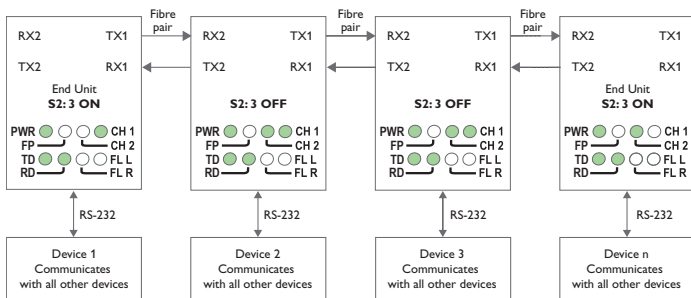 Fibre pair
Fibre pair
Fibre pair
RX2 TX1
TX2 RX1
End Unit
S2: 3 ON
PWR CH 1
FP CH 2
TD FL L
RD FL R
RS-232
Device 1
Communicates
with all other devices
RX2 TX1
TX2 RX1
S2: 3 OFF
PWR CH 1
FP CH 2
TD FL L
RD FL R
RS-232
Device 2
Communicates
with all other devices
RX2 TX1
TX2 RX1
S2: 3 OFF
PWR CH 1
FP CH 2
TD FL L
RD FL R
RS-232
Device 3
Communicates
with all other devices
RX2 TX1
TX2 RX1
End Unit
S2: 3 ON
PWR CH 1
FP CH 2
TD FL L
RD FL R
RS-232
Device n
Communicates
with all other devices